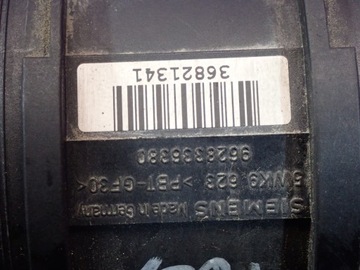 SIEMENS Made in Germany
5WK9 623 >PBT-GF30<
9628336380
36821341